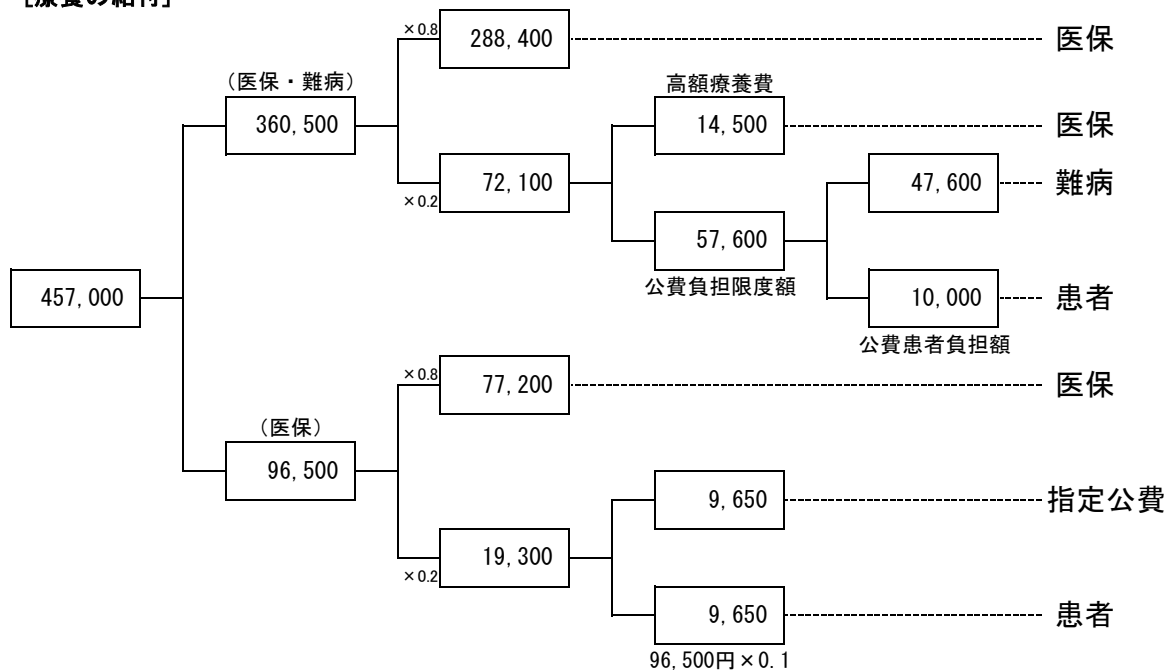 ［療養の給付］
×0.8
288,400
医保
（医保・難病）
360,500
高額療養費
14,500
医保
×0.2
72,100
47,600
難病
57,600
公費負担限度額
457,000
10,000
患者
公費患者負担額
×0.8
77,200
医保
（医保）
96,500
9,650
指定公費
×0.2
19,300
9,650
患者
96,500円×0.1